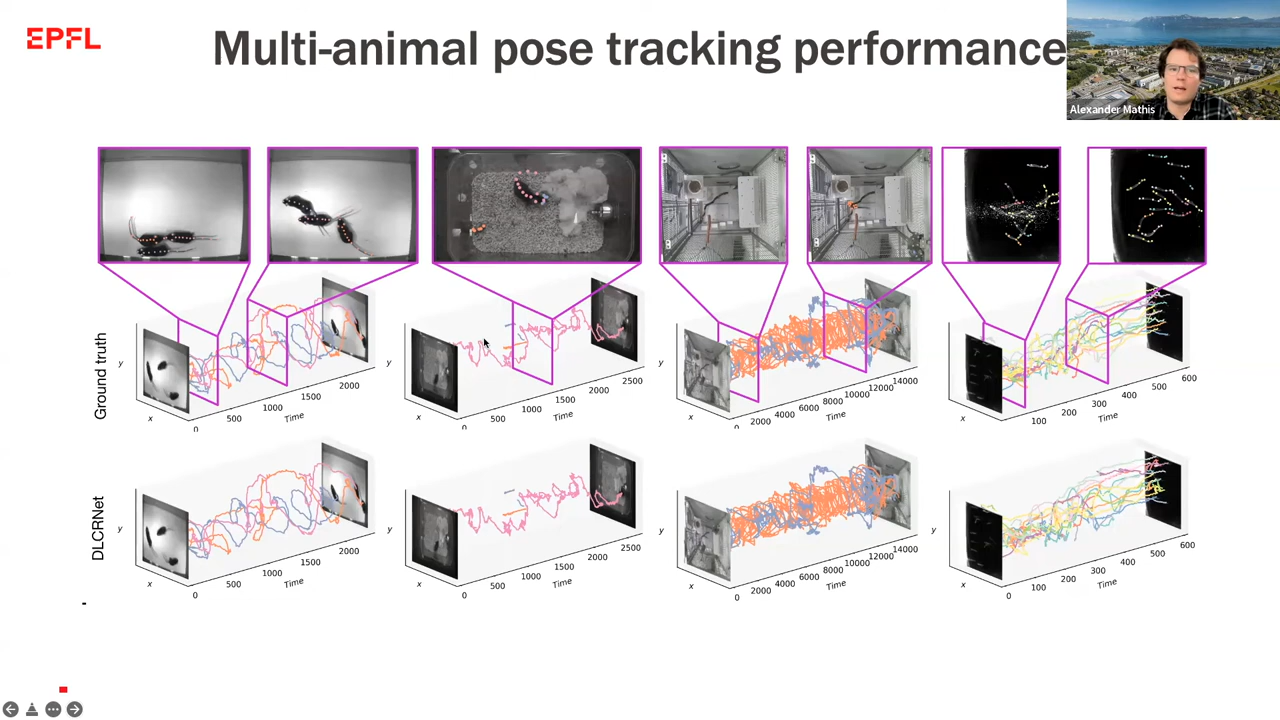 EPFL
Multi-animal pose tracking performance
Alexander Mathis
Ground truth
y
x
0
500
1000
1500
2000
Time
y
x
0
500
1000
1500
2000
2500
Time
y
x
0
2000
4000
6000
8000
10000
12000
14000
Time
x
100
200
300
400
500
600
Time
DLCRNet
y
x
0
500
1000
1500
2000
Time
y
x
0
500
1000
1500
2000
2500
Time
y
x
0
2000
4000
6000
8000
10000
12000
14000
Time
y
x
0
100
200
300
400
500
600
Time